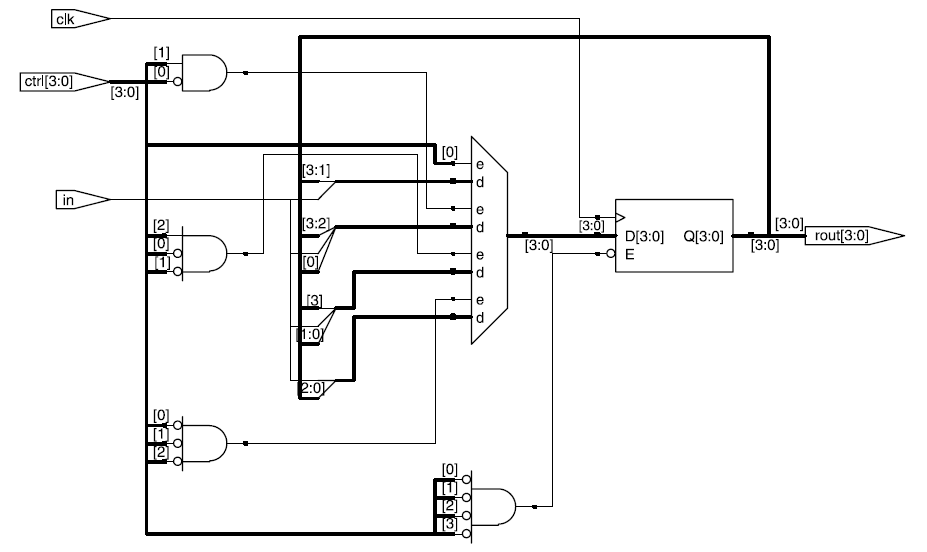 clk
[1]
[0]
ctrl[3:0]
[3:0]
[0]
e
[3:1]
d
in
e
[3:2]
d
[2]
[0]
[1]
[0]
e
d
[3]
e
[1:0]
d
[2:0]
[3:0]
[3:0]
D[3:0]
Q[3:0]
E
[3:0]
[3:0]
rout[3:0]
[0]
[1]
[2]
[0]
[1]
[2]
[3]